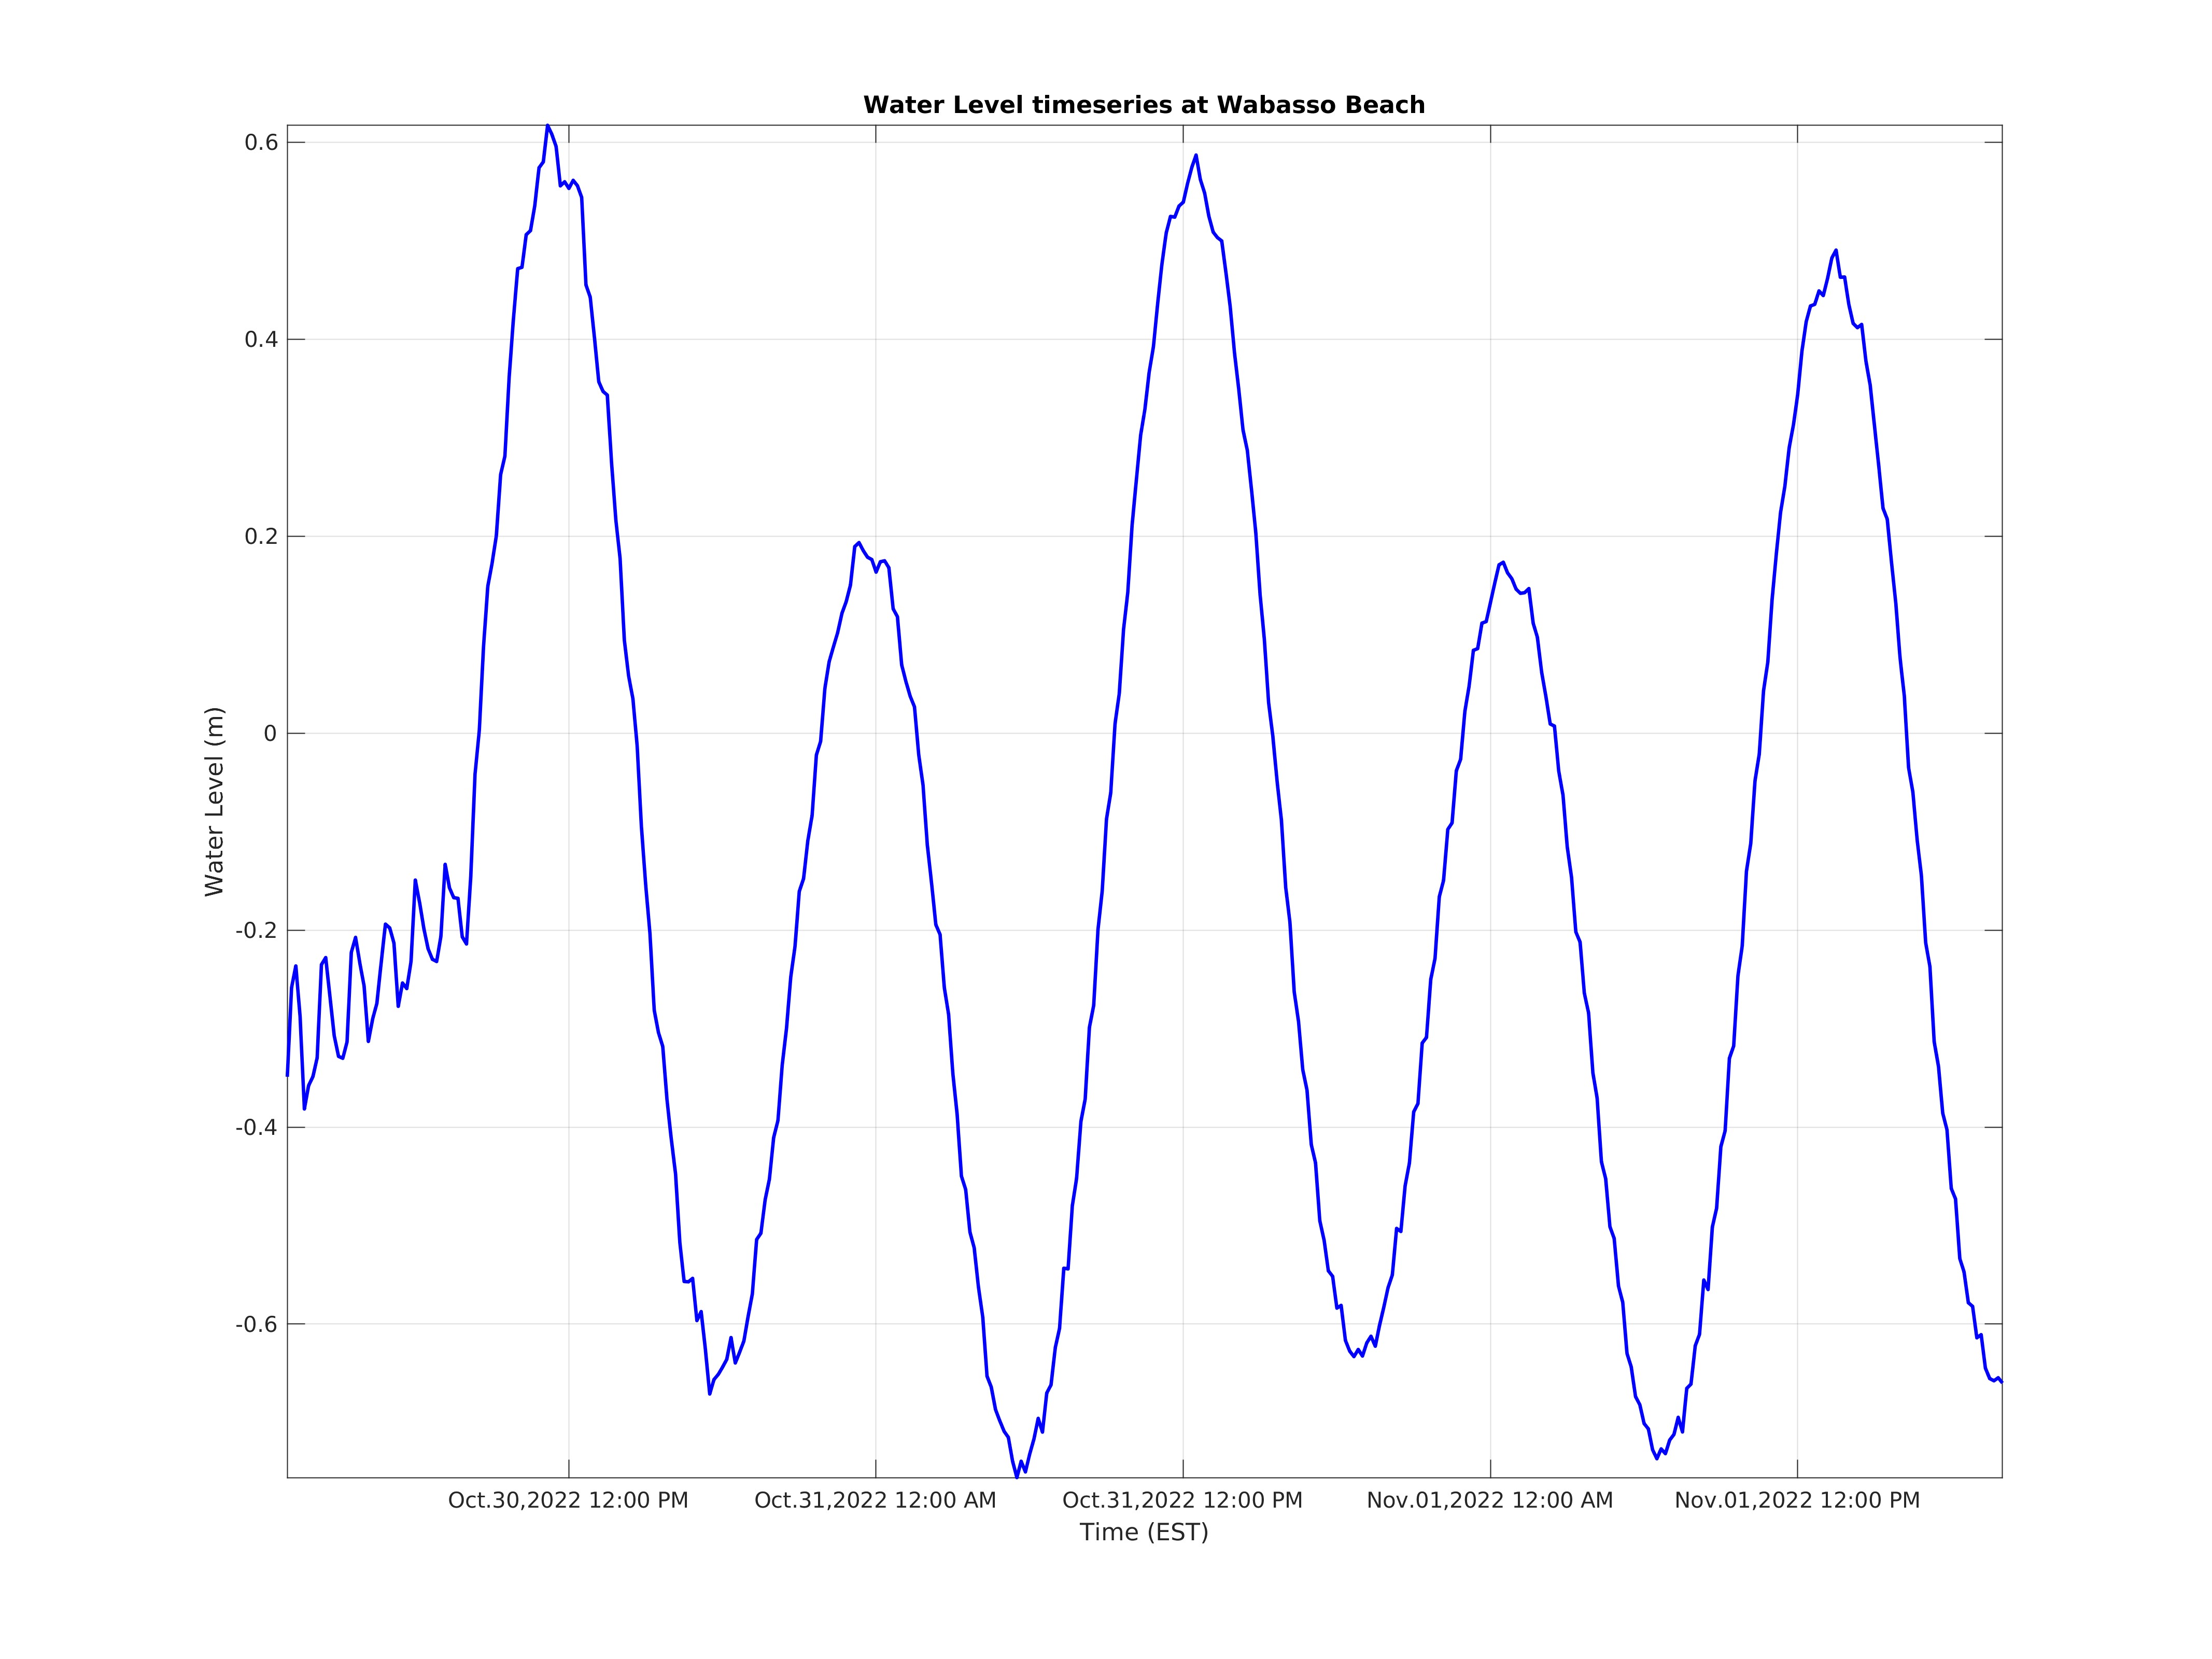 Water Level timeseries at Wabasso Beach
0.6
0.4
0.2
0
-0.2
-0.4
-0.6
Water Level (m)
Oct.30,2022 12:00 PM
Oct.31,2022 12:00 AM
Oct.31,2022 12:00 PM
Nov.01,2022 12:00 AM
Nov.01,2022 12:00 PM
Time (EST)